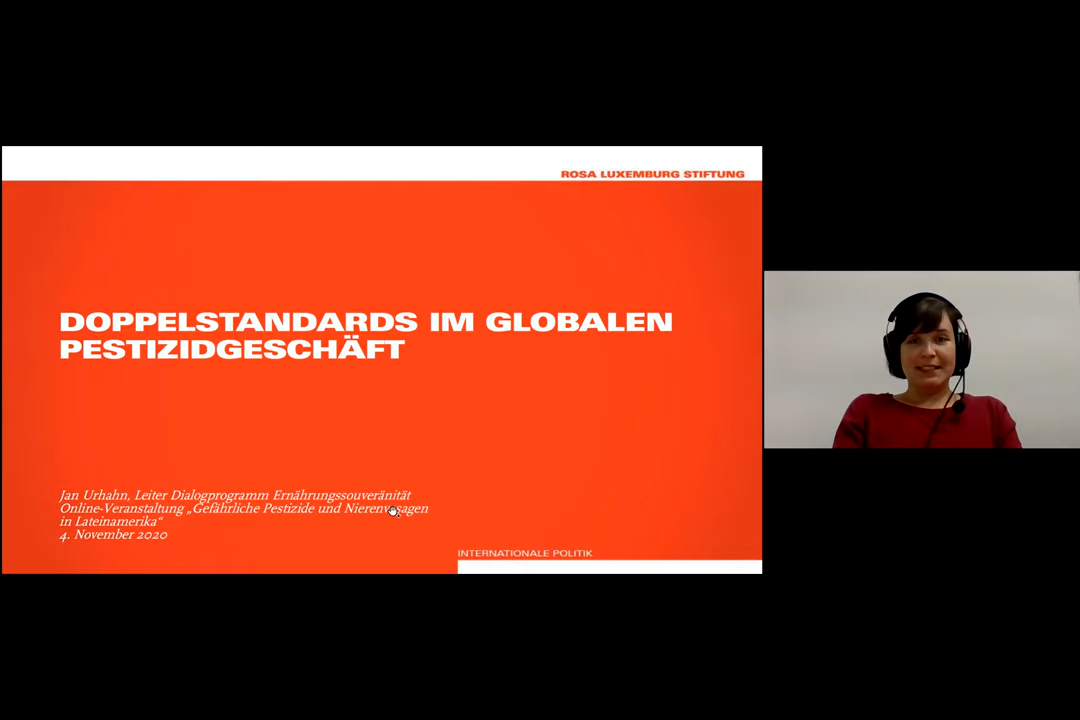 ROSA LUXEMBURG STIFTUNG
DOPPELSTANDARDS IM GLOBALEN
PESTIZIDGESCHÄFT
Jan Urhahn, Leiter Dialogprogramm Ernährungssouveränität
Online-Veranstaltung „Gefährliche Pestizide und Nierenversagen
in Lateinamerika“
4. November 2020
INTERNATIONALE POLITIK